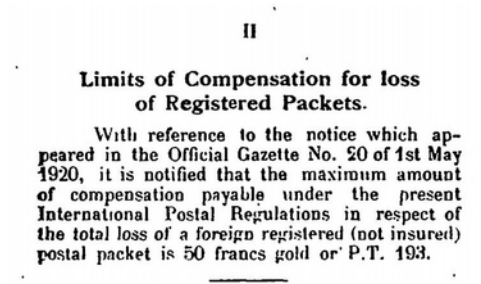 II
Limits of Compensation for loss
of Registered Packets.
With reference to the notice which ap-
peared in the Official Gazette No. 20 of 1st May
1920, it is notified that the maximum amount
of compensation payable under the present
International Postal Regulations in respect of
the total loss of a foreign registered (not insured)
postal packet is 50 francs gold or P.T. 193.